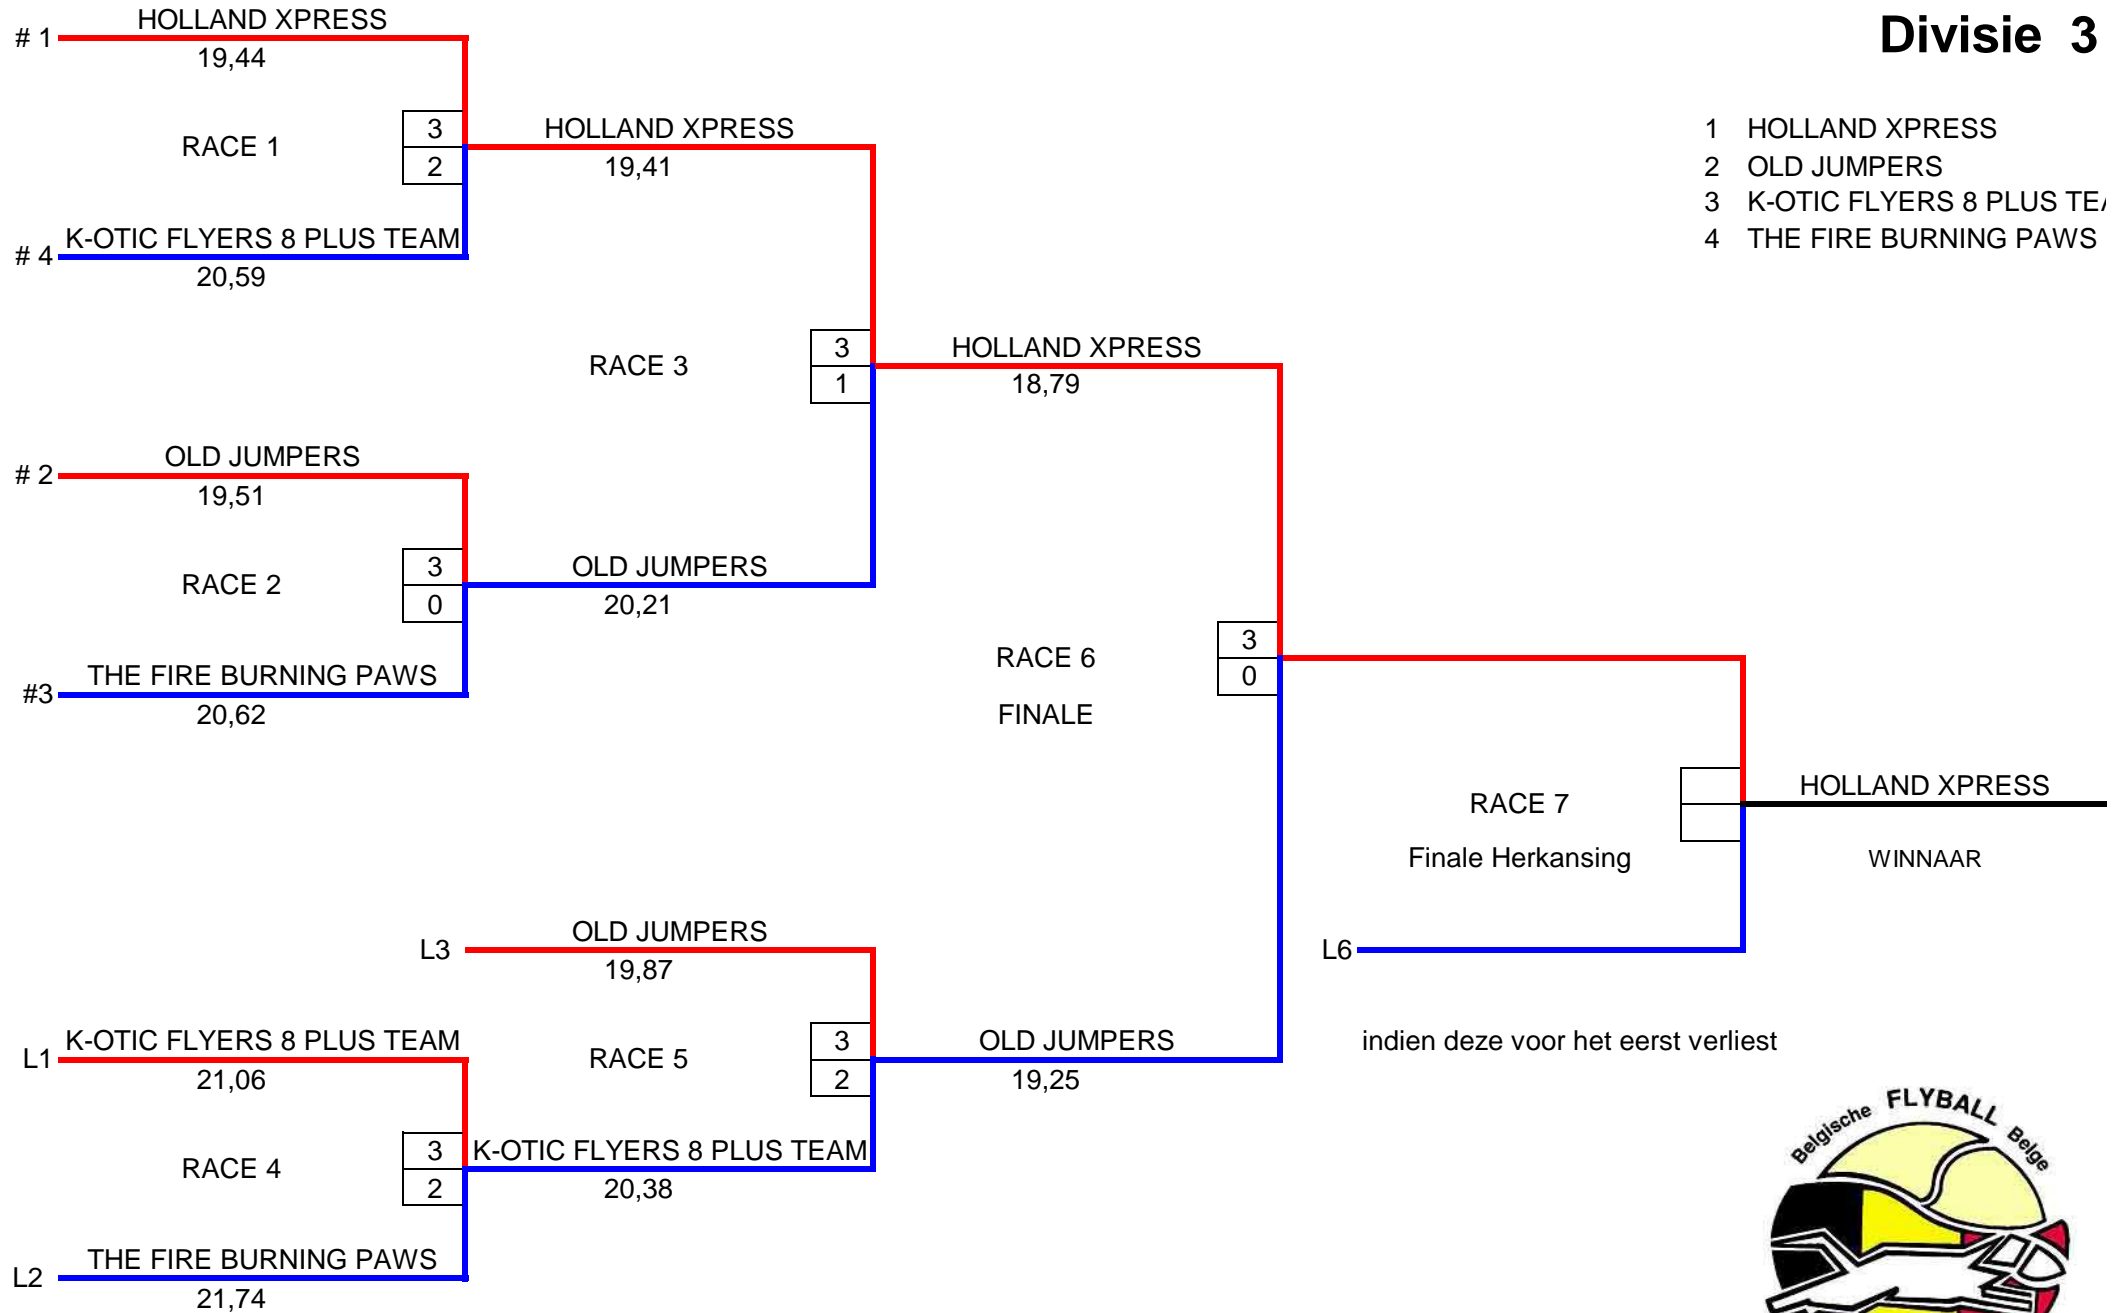 Divisie 3
HOLLAND XPRESS
# 1
19,44
RACE 1
3
2
K-OTIC FLYERS 8 PLUS TEAM
# 4
20,59
HOLLAND XPRESS
19,41
1 HOLLAND XPRESS
2 OLD JUMPERS
3 K-OTIC FLYERS 8 PLUS
4 THE FIRE BURNING PAWS
RACE 3
3
1
HOLLAND XPRESS
18,79
OLD JUMPERS
# 2
19,51
RACE 2
3
0
OLD JUMPERS
20,21
THE FIRE BURNING PAWS
#3
20,62
RACE 6
FINALE
3
0
RACE 7
Finale Herkansing
HOLLAND XPRESS
WINNAAR
L3
OLD JUMPERS
19,87
L6
indien deze voor het eerst verliest
L1
K-OTIC FLYERS 8 PLUS TEAM
21,06
RACE 5
3
2
OLD JUMPERS
19,25
RACE 4
3
2
K-OTIC FLYERS 8 PLUS TEAM
20,38
THE FIRE BURNING PAWS
L2
21,74
Belgische FLYBALL Belge